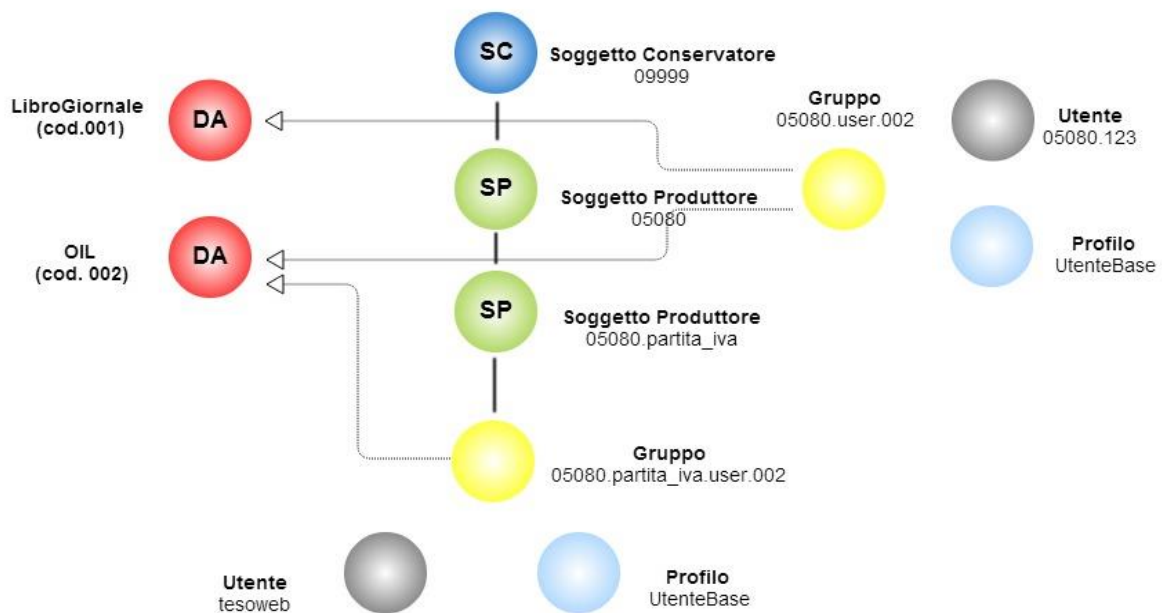 SC
Soggetto Conservatore
09999
LibroGiornale
(cod.001)
DA
Gruppo
05080.user.002
Utente
05080.123
SP
Soggetto Produttore
05080
OIL
(cod. 002)
DA
Profilo
UtenteBase
SP
Soggetto Produttore
05080.partita_iva
Gruppo
05080.partita_iva.user.002
Utente
tesoweb
Profilo
UtenteBase